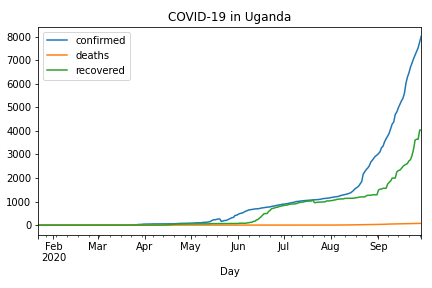 COVID-19 in Uganda
confirmed
deaths
recovered
8000
7000
6000
5000
4000
3000
2000
1000
0
Feb Mar Apr May Jun Jul Aug Sep
2020
Day